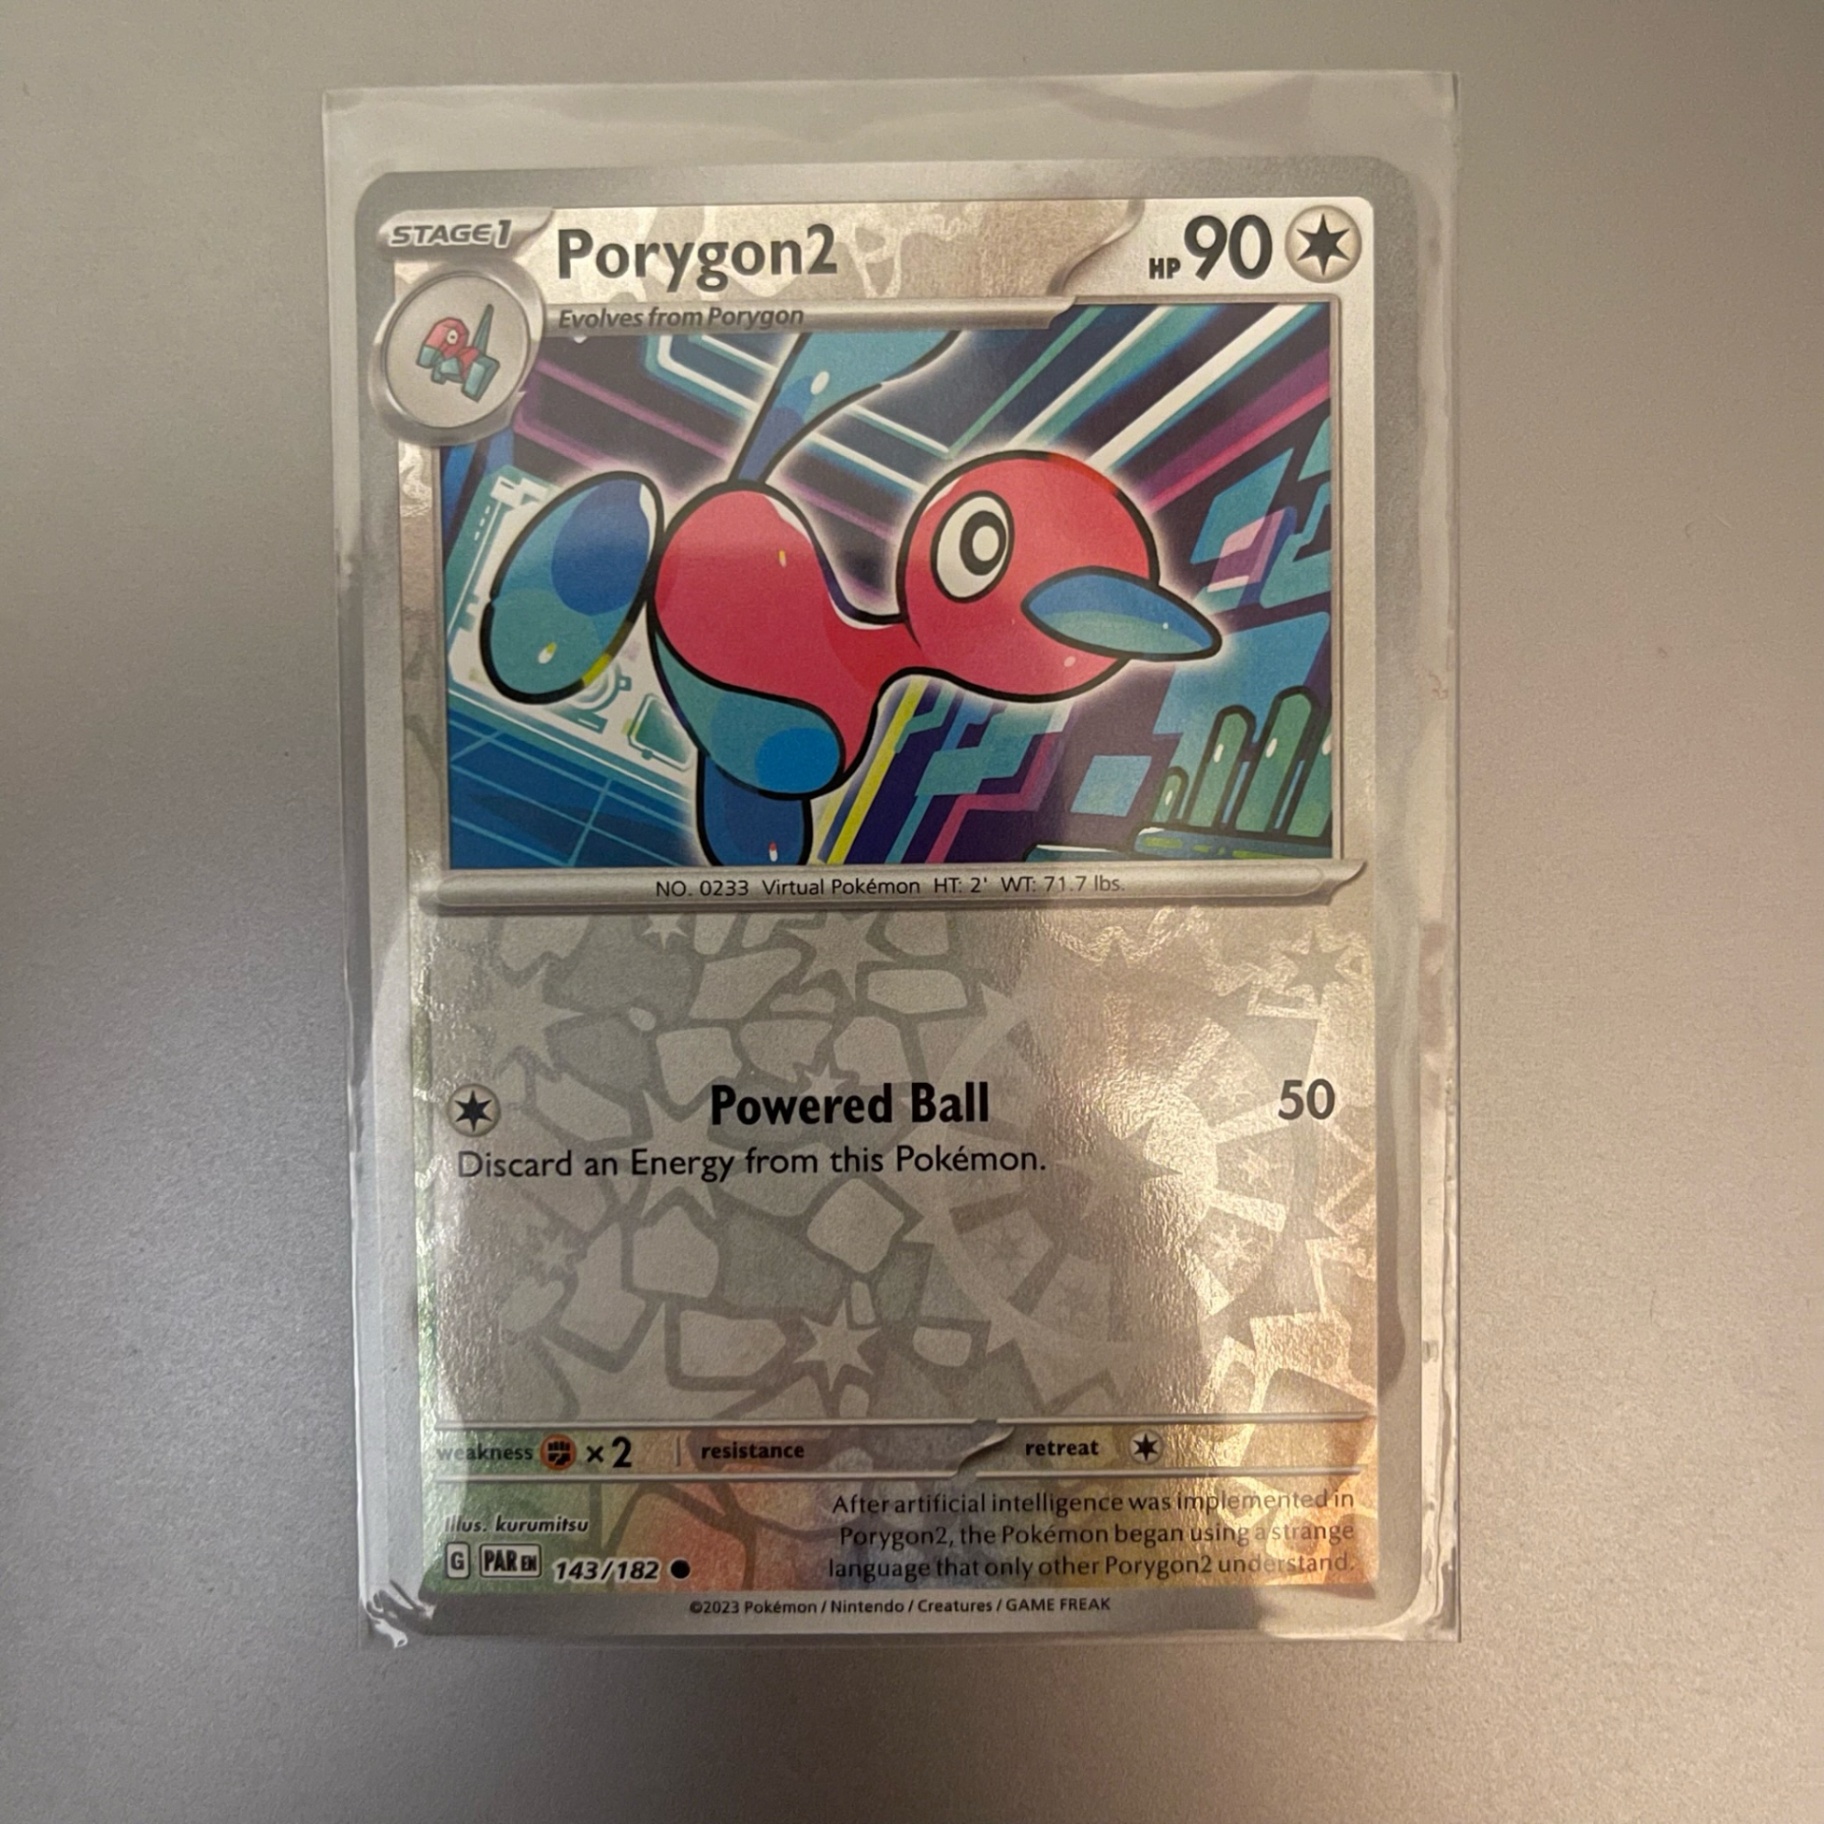 STAGE1
Porygon2
HP 90
Evolves from Porygon
NO. 0233 Virtual Pokémon HT: 2' WT: 71.7 lbs.
Powered Ball 50
Discard an Energy from this Pokémon.
weakness ×2 resistance retreat
After artificial intelligence was implemented in
Porygon2, the Pokémon began using a strange
language that only other Porygon2 understand.
Illus. kurumitsu
G PAR EN 143/182
©2023 Pokémon / Nintendo / Creatures / GAME FREAK